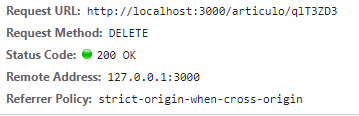 Request URL: http://localhost:3000/articulo/qlT3ZD3
Request Method: DELETE
Status Code: 200 OK
Remote Address: 127.0.0.1:3000
Referrer Policy: strict-origin-when-cross-origin